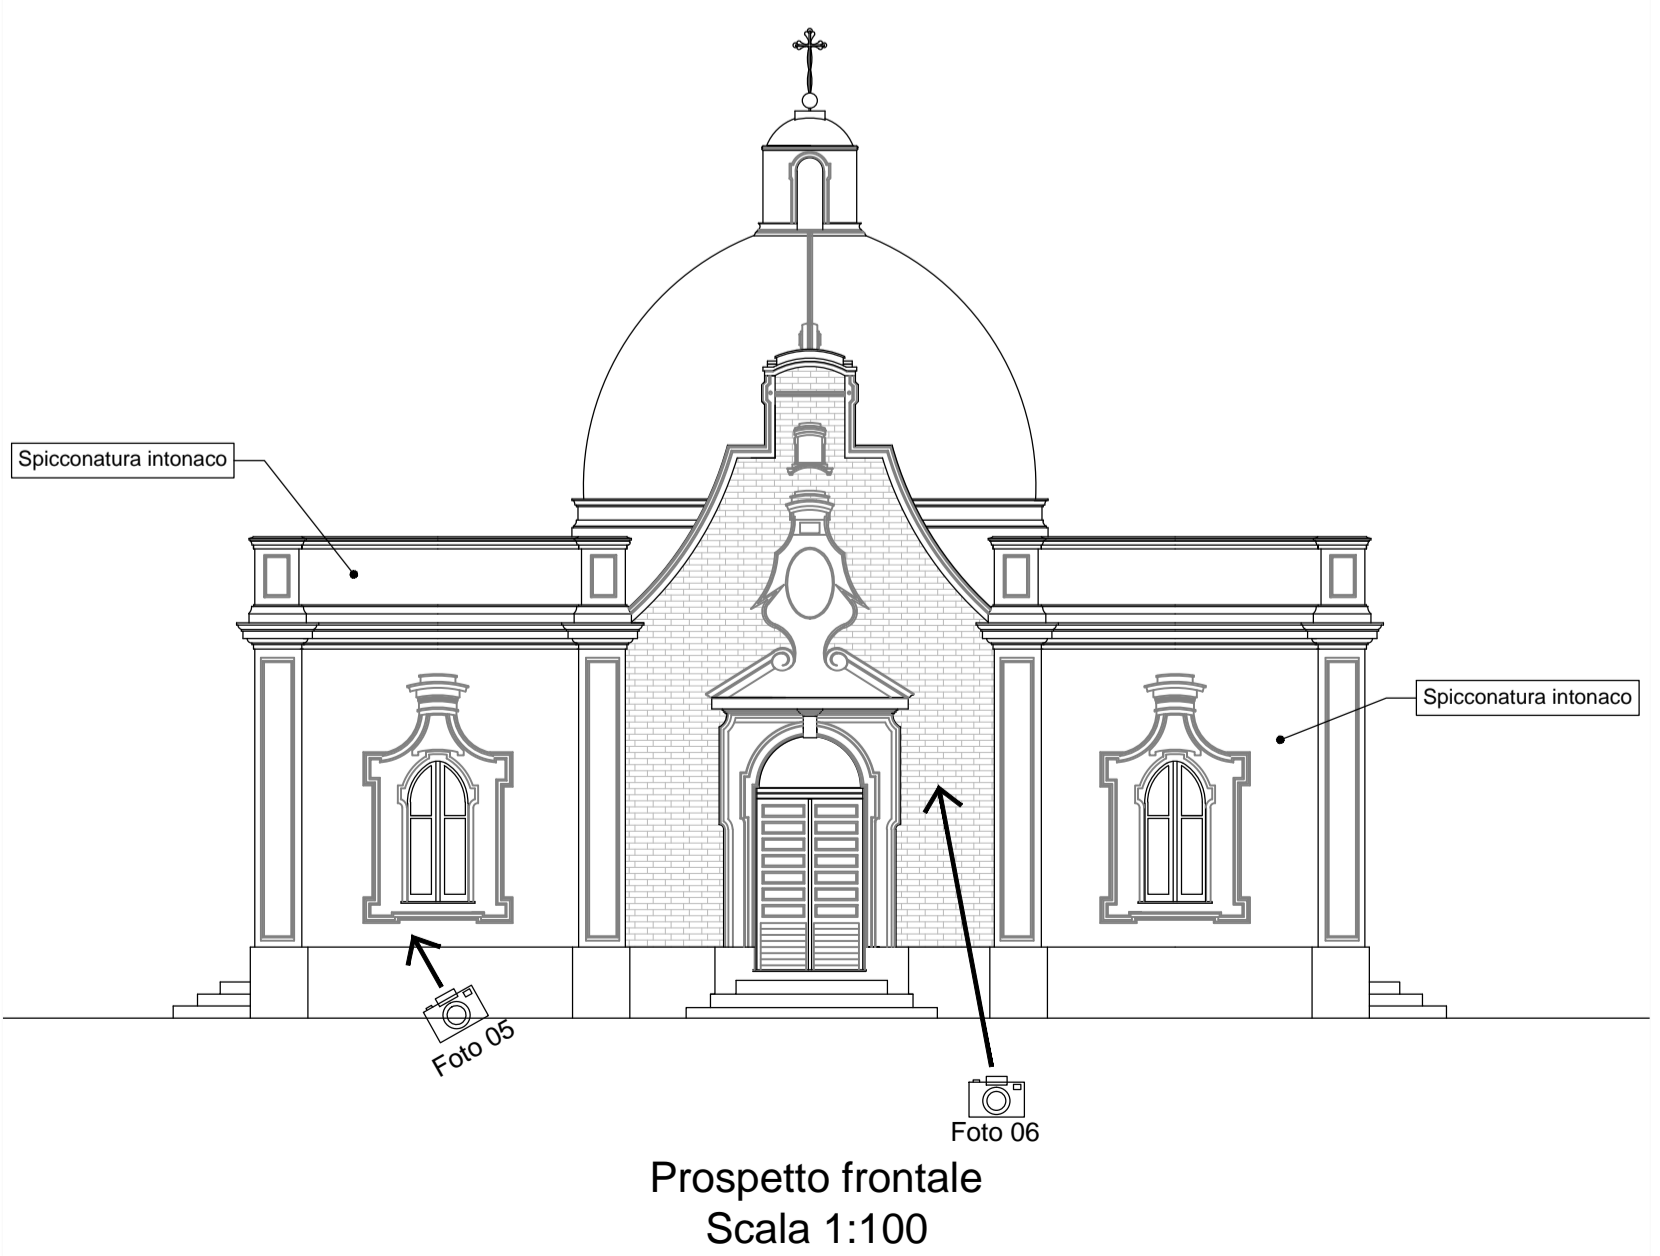 Spicconatura intonaco
Spicconatura intonaco
Foto 05
Foto 06
Prospetto frontale
Scala 1:100